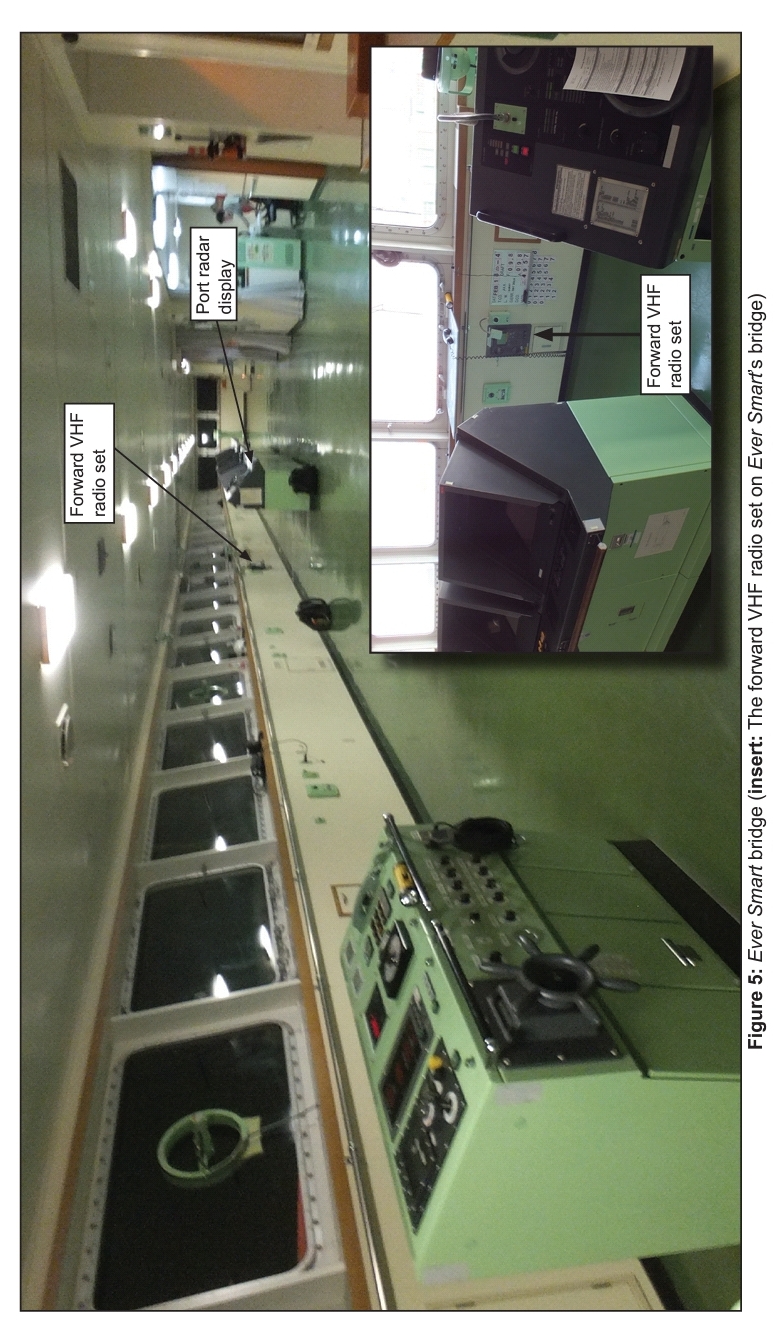 Forward VHF
radio set
Port radar
display
Forward VHF
radio set
Figure 5: Ever Smart bridge (insert: The forward VHF radio set on Ever Smart's bridge)